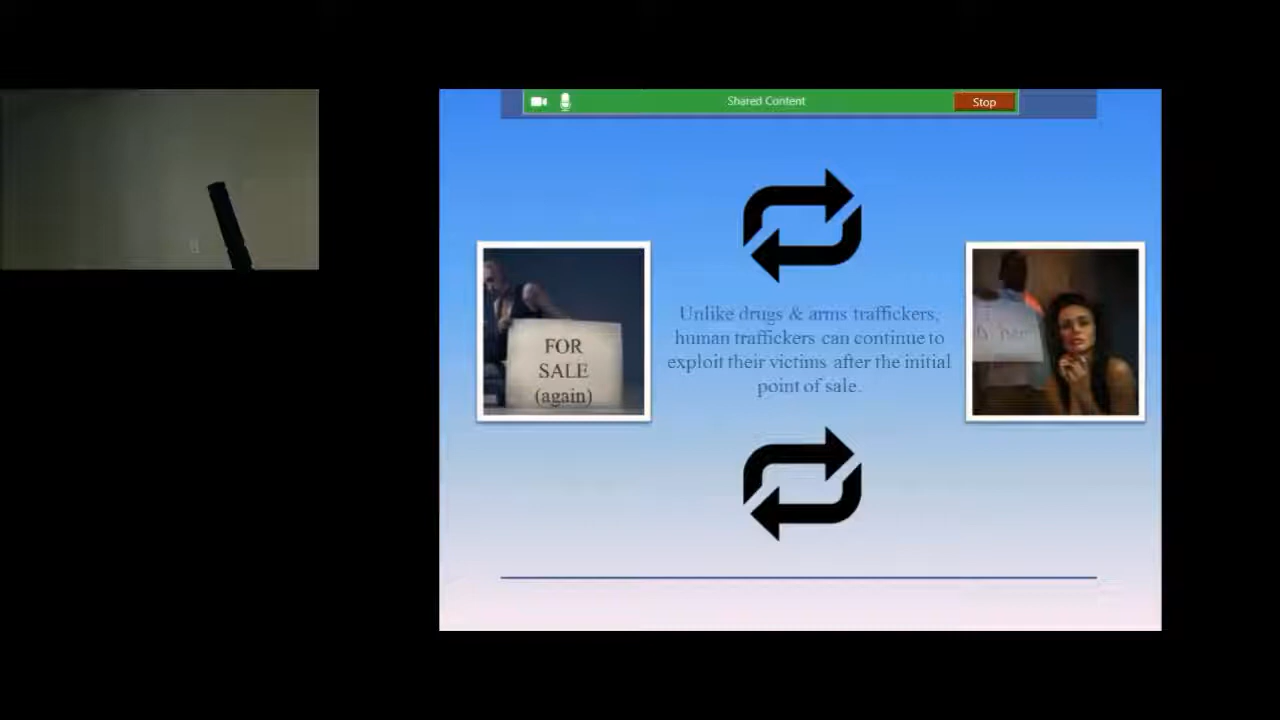 Shared Content
Stop
FOR
SALE
(again)
Unlike drugs & arms traffickers,
human traffickers can continue to
exploit their victims after the initial
point of sale.